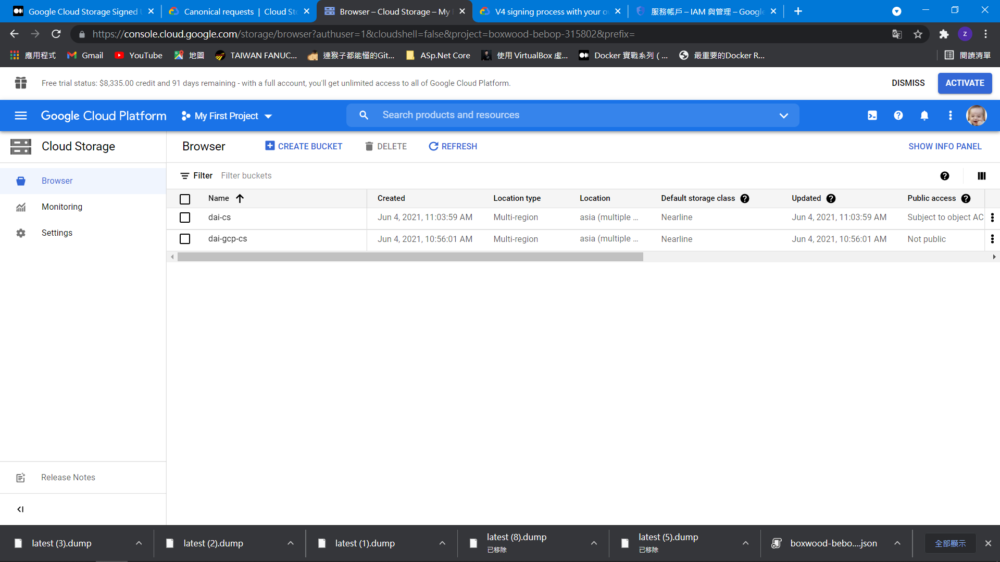 Google Cloud Storage Signed U
Canonical requests | Cloud Sto
Browser – Cloud Storage – My
V4 signing process with your ow
服務帳戶 – IAM 與管理 – Google
https://console.cloud.google.com/storage/browser?authuser=1&cloudshell=false&project=boxwood-bebop-315802&prefix=
z
應用程式
Gmail
YouTube
地圖
TAIWAN FANUC...
連猴子都能懂的Git...
ASp.Net Core
使用 VirtualBox 虛...
Docker 實戰系列 ( ...
最重要的Docker R...
閱讀清單
Free trial status: $8,335.00 credit and 91 days remaining - with a full account, you'll get unlimited access to all of Google Cloud Platform.
DISMISS
ACTIVATE
Google Cloud Platform
My First Project
Search products and resources
Cloud Storage
Browser
CREATE BUCKET
DELETE
REFRESH
SHOW INFO PANEL
Browser
Monitoring
Settings
Filter
Filter buckets
Name Created Location type Location Default storage class Updated Public access
dai-cs Jun 4, 2021, 11:03:59 AM Multi-region asia (multiple ... Nearline Jun 4, 2021, 11:03:59 AM Subject to object AC
dai-gcp-cs Jun 4, 2021, 10:56:01 AM Multi-region asia (multiple ... Nearline Jun 4, 2021, 10:56:01 AM Not public
Release Notes
latest (3).dump
latest (2).dump
latest (1).dump
latest (8).dump
已移除
latest (5).dump
已移除
boxwood-bebo....json
全部顯示